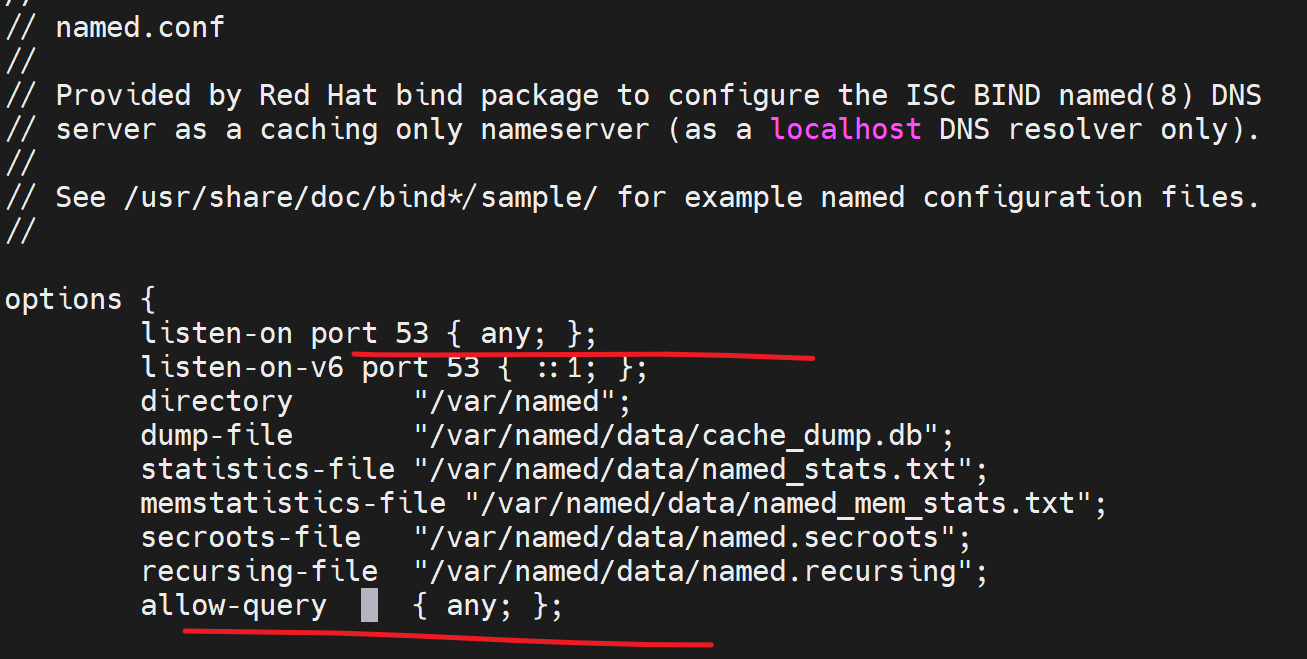 //
// named.conf
//
// Provided by Red Hat bind package to configure the ISC BIND named(8) DNS
// server as a caching only nameserver (as a localhost DNS resolver only).
//
// See /usr/share/doc/bind*/sample/ for example named configuration files.
//
options {
listen-on port 53 { any; };
listen-on-v6 port 53 { ::1; };
directory "/var/named";
dump-file "/var/named/data/cache_dump.db";
statistics-file "/var/named/data/named_stats.txt";
memstatistics-file "/var/named/data/named_mem_stats.txt";
secroots-file "/var/named/data/named.secroots";
recursing-file "/var/named/data/named.recursing";
allow-query { any; };